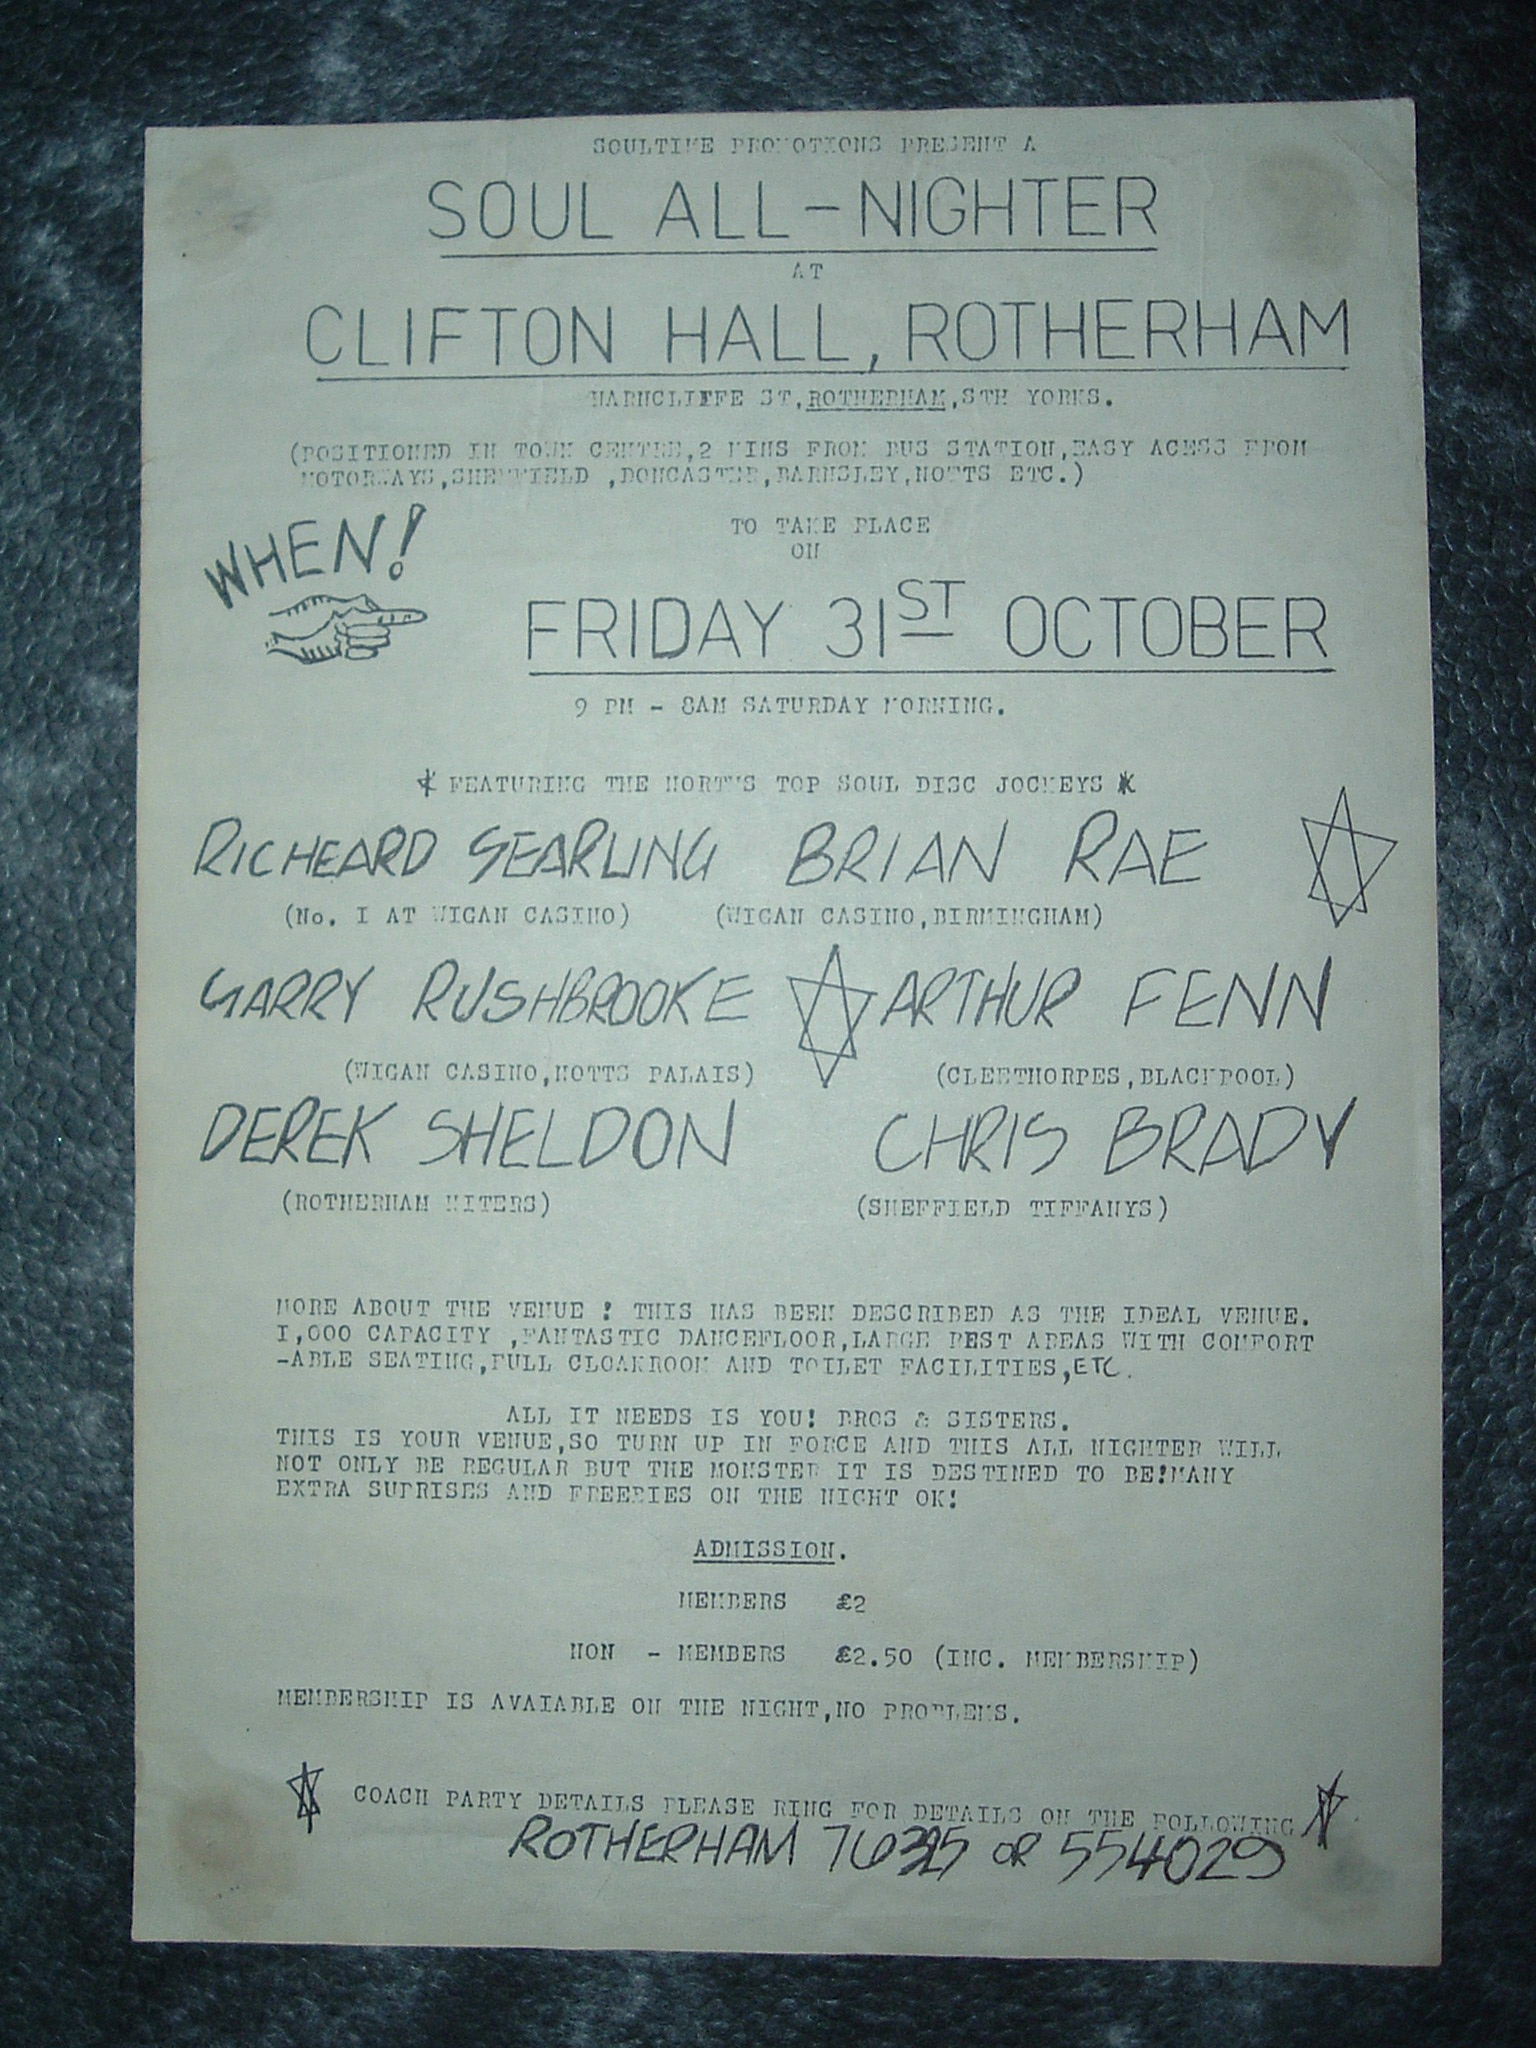 SOULTIME PROMOTIONS PRESENT A
SOUL ALL-NIGHTER
AT
CLIFTON HALL, ROTHERHAM
WARNCLIFFE ST,ROTHERHAM,STH YORKS.
(POSITIONED IN TOWN CENTRE,2 MINS FROM BUS STATION,EASY ACESS FROM
MOTORWAYS,SHEFFIELD ,DONCASTER,BARNSLEY,NOTTS ETC.)
WHEN!
TO TAKE PLACE
ON
FRIDAY 31ST OCTOBER
9 PM - 8AM SATURDAY MORNING.
FEATURING THE NORTHS TOP SOUL DISC JOCKEYS
RICHEARD SEARLING BRIAN RAE
(No. I AT WIGAN CASINO) (WIGAN CASINO,BIRMINGHAM)
GARRY RUSHBROOKE ARTHUR FENN
(WIGAN CASINO,NOTTS PALAIS) (CLEETHORPES,BLACKPOOL)
DEREK SHELDON CHRIS BRADY
(ROTHERHAM NITERS) (SHEFFIELD TIFFANYS)
MORE ABOUT THE VENUE ! THIS HAS BEEN DESCRIBED AS THE IDEAL VENUE.
I,000 CAPACITY ,FANTASTIC DANCEFLOOR,LARGE REST AREAS WITH COMFORT
-ABLE SEATING,FULL CLOAKROOM AND TOILET FACILITIES,ETC.
ALL IT NEEDS IS YOU! BROS & SISTERS.
THIS IS YOUR VENUE,SO TURN UP IN FORCE AND THIS ALL NIGHTER WILL
NOT ONLY BE REGULAR BUT THE MONSTER IT IS DESTINED TO BE!MANY
EXTRA SUPRISES AND FREEBIES ON THE NIGHT OK!
ADMISSION.
MEMBERS £2
NON - MEMBERS £2.50 (INC. MEMBERSHIP)
MEMBERSHIP IS AVAIABLE ON THE NIGHT,NO PROBLEMS.
COACH PARTY DETAILS PLEASE RING FOR DETAILS ON THE FOLLOWING
ROTHERHAM OR 554029